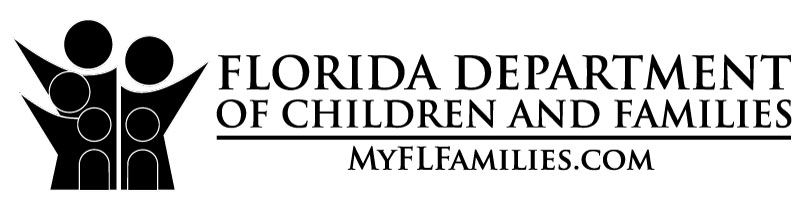 FLORIDA DEPARTMENT
OF CHILDREN AND FAMILIES
MYFLFAMILIES.COM